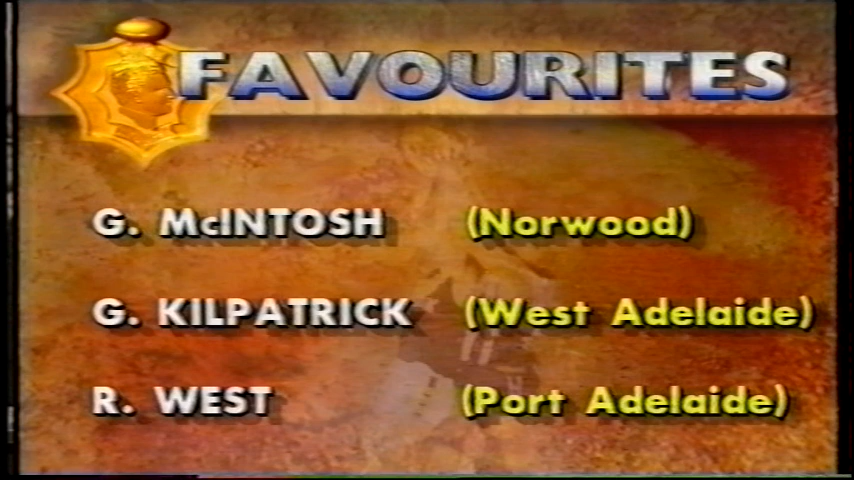 FAVOURITES
G. McINTOSH (Norwood)
G. KILPATRICK (West Adelaide)
R. WEST (Port Adelaide)